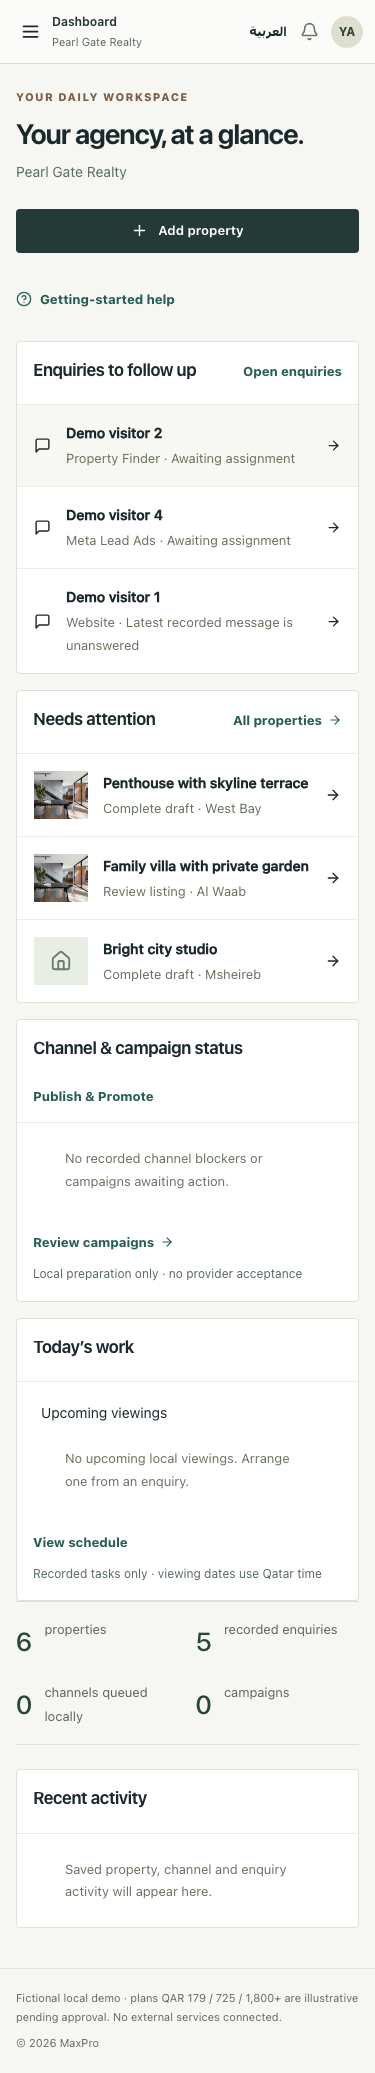 Dashboard
Pearl Gate Realty
العربية
YA
YOUR DAILY WORKSPACE
Your agency, at a glance.
Pearl Gate Realty
Add property
Getting-started help
Enquiries to follow up
Open enquiries
Demo visitor 2
Property Finder · Awaiting assignment
Demo visitor 4
Meta Lead Ads · Awaiting assignment
Demo visitor 1
Website · Latest recorded message is
unanswered
Needs attention
All properties
Penthouse with skyline terrace
Complete draft · West Bay
Family villa with private garden
Review listing · Al Waab
Bright city studio
Complete draft · Msheireb
Channel & campaign status
Publish & Promote
No recorded channel blockers or
campaigns awaiting action.
Review campaigns
Local preparation only · no provider acceptance
Today’s work
Upcoming viewings
No upcoming local viewings. Arrange
one from an enquiry.
View schedule
Recorded tasks only · viewing dates use Qatar time
6 properties
5 recorded enquiries
0 channels queued
locally
0 campaigns
Recent activity
Saved property, channel and enquiry
activity will appear here.
Fictional local demo · plans QAR 179 / 725 / 1,800+ are illustrative
pending approval. No external services connected.
© 2026 MaxPro